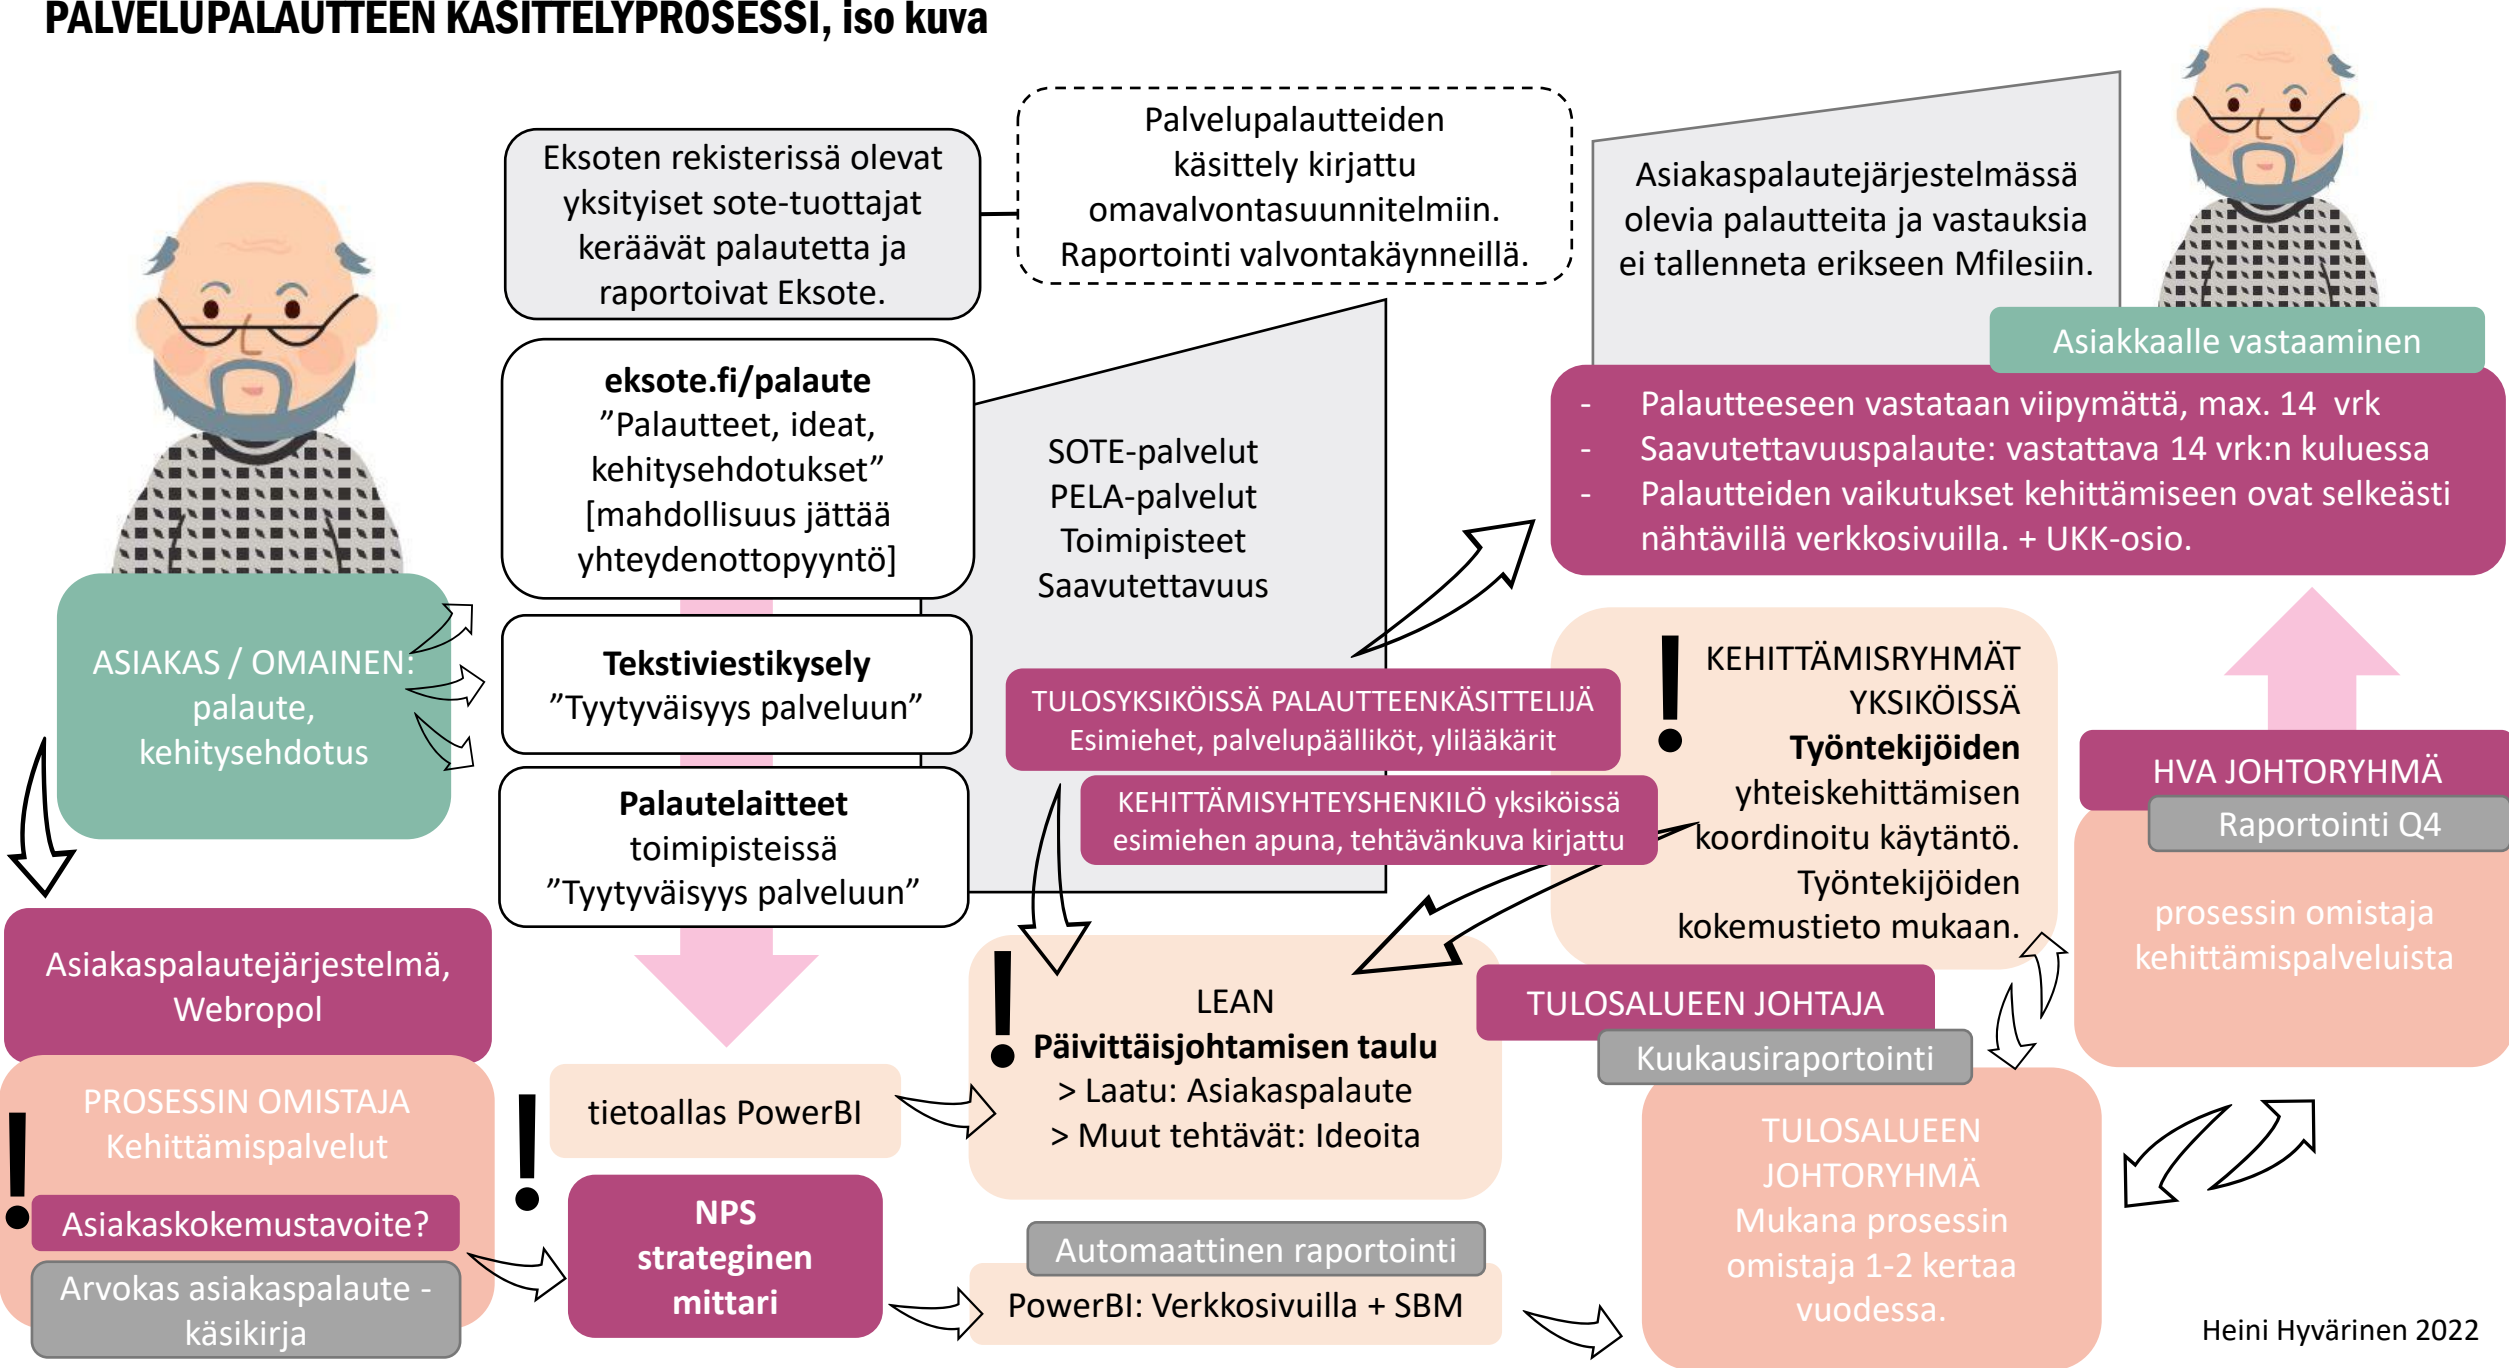 PALVELUPALAUTTEEN KÄSITTELYPROSESSI, iso kuva
Eksoten rekisterissä olevat
yksityiset sote-tuottajat
keräävät palautetta ja
raportoivat Eksote.
Palvelupalautteiden
käsittely kirjattu
omavalvontasuunnitelmiin.
Raportointi valvontakäynneillä.
Asiakaspalautejärjestelmässä
olevia palautteita ja vastauksia
ei tallenneta erikseen Mfilesiin.
Asiakkaalle vastaaminen
- Palautteeseen vastataan viipymättä, max. 14 vrk
- Saavutettavuuspalaute: vastattava 14 vrk:n kuluessa
- Palautteiden vaikutukset kehittämiseen ovat selkeästi
nähtävillä verkkosivuilla. + UKK-osio.
eksote.fi/palaute
”Palautteet, ideat,
kehitysehdotukset”
[mahdollisuus jättää
yhteydenottopyyntö]
SOTE-palvelut
PELA-palvelut
Toimipisteet
Saavutettavuus
ASIAKAS / OMAINEN:
palaute,
kehitysehdotus
Tekstiviestikysely
”Tyytyväisyys palveluun”
Palautelaitteet
toimipisteissä
”Tyytyväisyys palveluun”
TULOSYKSIKÖISSÄ PALAUTTEENKÄSITTELIJÄ
Esimiehet, palvelupäälliköt, ylilääkärit
KEHITTÄMISYHTEYSHENKILÖ yksiköissä
esimiehen apuna, tehtävänkuva kirjattu
!
KEHITTÄMISRYHMÄT
YKSIKÖISSÄ
Työntekijöiden
yhteiskehittämisen
koordinoitu käytäntö.
Työntekijöiden
kokemustieto mukaan.
HVA JOHTORYHMÄ
Raportointi Q4
prosessin omistaja
kehittämispalveluista
Asiakaspalautejärjestelmä,
Webropol
!
PROSESSIN OMISTAJA
Kehittämispalvelut
Asiakaskokemustavoite?
Arvokas asiakaspalaute -
käsikirja
!
tietoallas PowerBI
NPS
strateginen
mittari
!
LEAN
Päivittäisjohtamisen taulu
> Laatu: Asiakaspalaute
> Muut tehtävät: Ideoita
Automaattinen raportointi
PowerBI: Verkkosivuilla + SBM
TULOSALUEEN JOHTAJA
Kuukausiraportointi
TULOSALUEEN
JOHTORYHMÄ
Mukana prosessin
omistaja 1-2 kertaa
vuodessa.
Heini Hyvärinen 2022